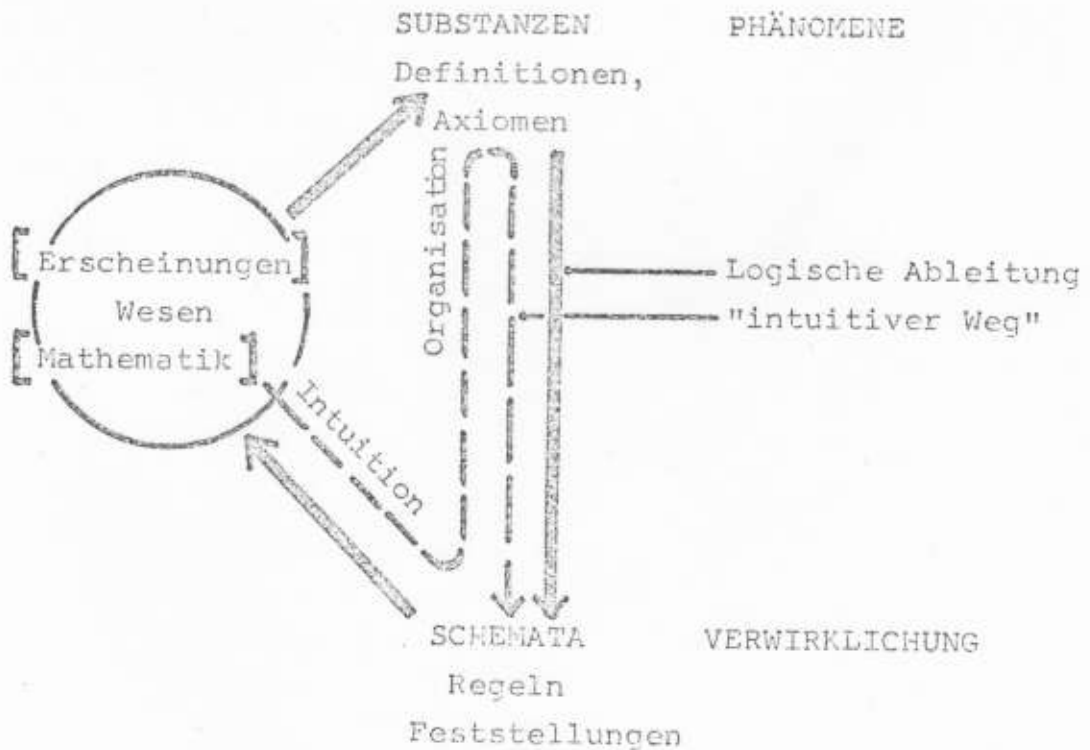 SUBSTANZEN PHÄNOMENE
Definitionen,
Axiomen
Organisation
[Erscheinungen]
Wesen
[Mathematik]
Intuition
Logische Ableitung
"intuitiver Weg"
SCHEMATA VERWIRKLICHUNG
Regeln
Feststellungen